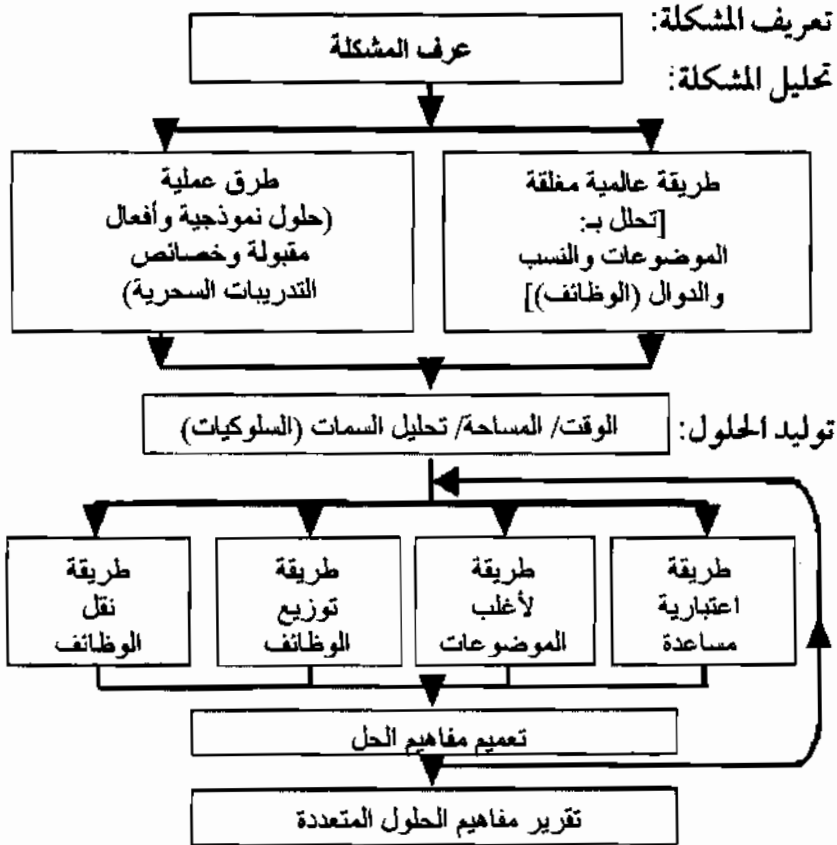 تعريف المشكلة:
عرف المشكلة
تحليل المشكلة:
طريقة عالمية مغلقة
[تحلل بـ:
الموضوعات والنسب
والدوال (الوظائف)]
طرق عملية
(حلول نموذجية وأفعال
مقبولة وخصائص
التدريبات السحرية)
توليد الحلول:
الوقت/ المساحة/ تحليل السمات (السلوكيات)
طريقة
اعتبارية
مساعدة
طريقة
لأغلب
الموضوعات
طريقة
توزيع
الوظائف
طريقة
نقل
الوظائف
تعميم مفاهيم الحل
تقرير مفاهيم الحلول المتعددة